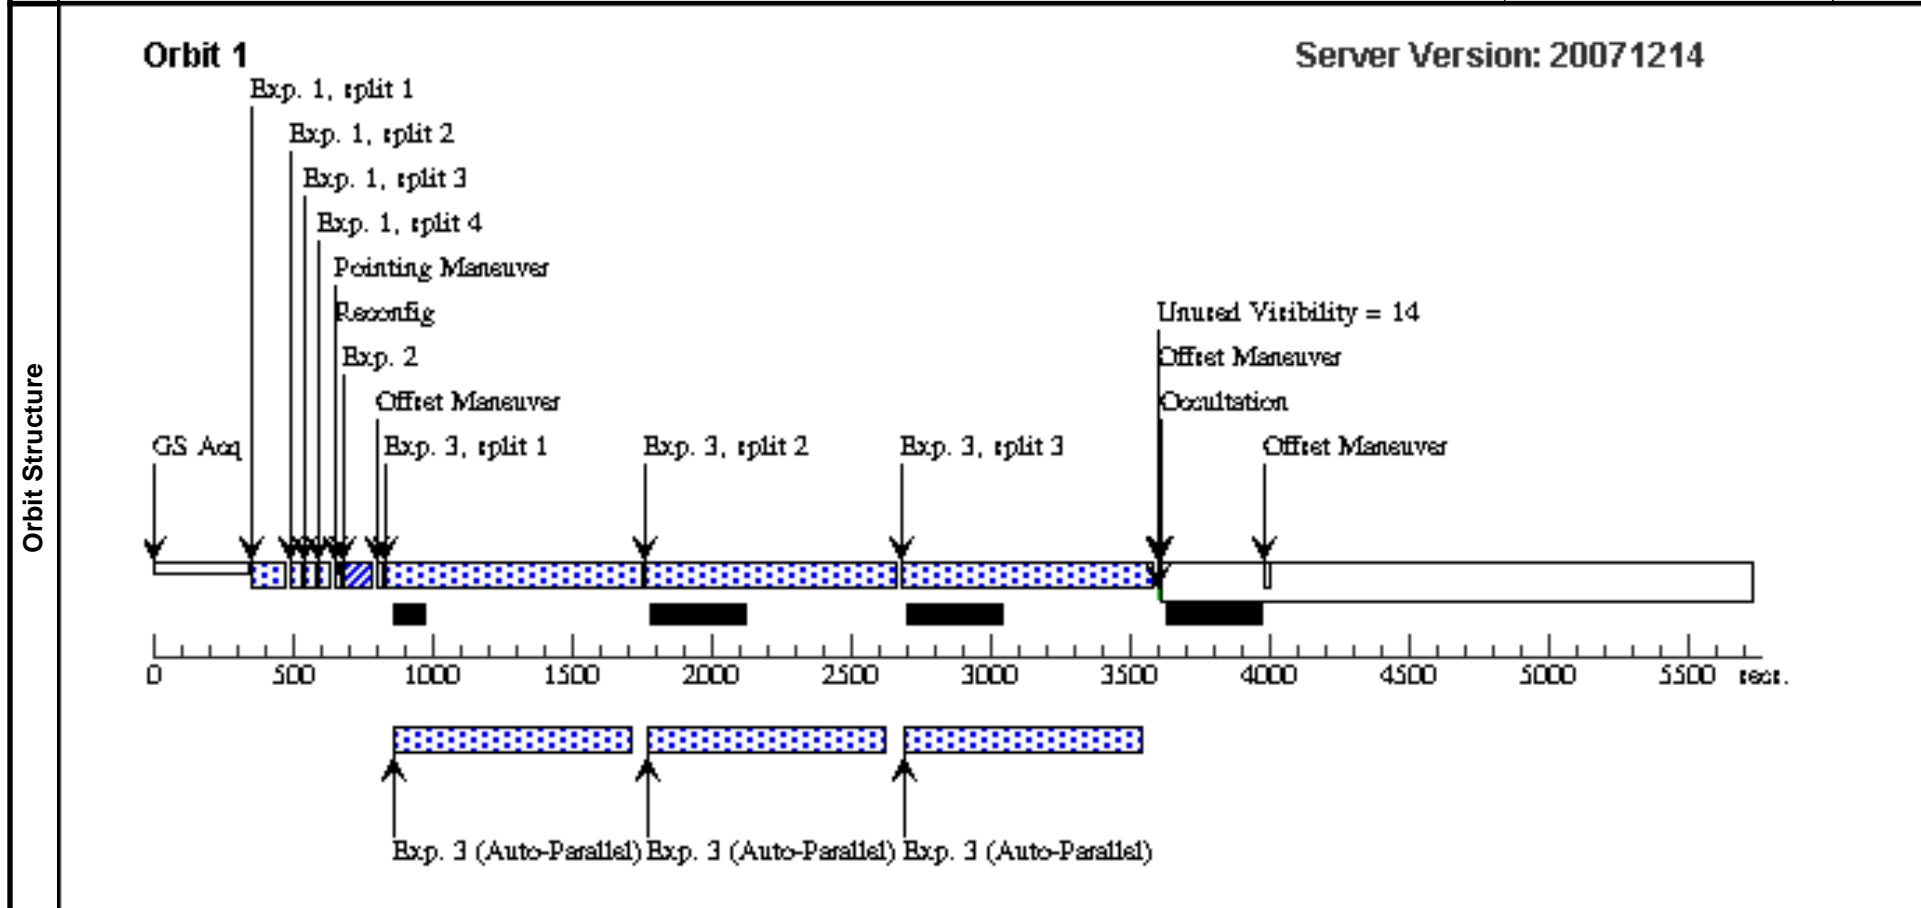 Orbit 1
Server Version: 20071214
Exp. 1, split 1
Exp. 1, split 2
Exp. 1, split 3
Exp. 1, split 4
Pointing Maneuver
Reconfig
Unused Visibility = 14
Exp. 2
Offset Maneuver
Offset Maneuver
Occultation
GS Acq
Exp. 3, split 1
Exp. 3, split 2
Exp. 3, split 3
Offset Maneuver
Orbit Structure
0 500 1000 1500 2000 2500 3000 3500 4000 4500 5000 5500 secs.
Exp. 3 (Auto-Parallel) Exp. 3 (Auto-Parallel) Exp. 3 (Auto-Parallel)